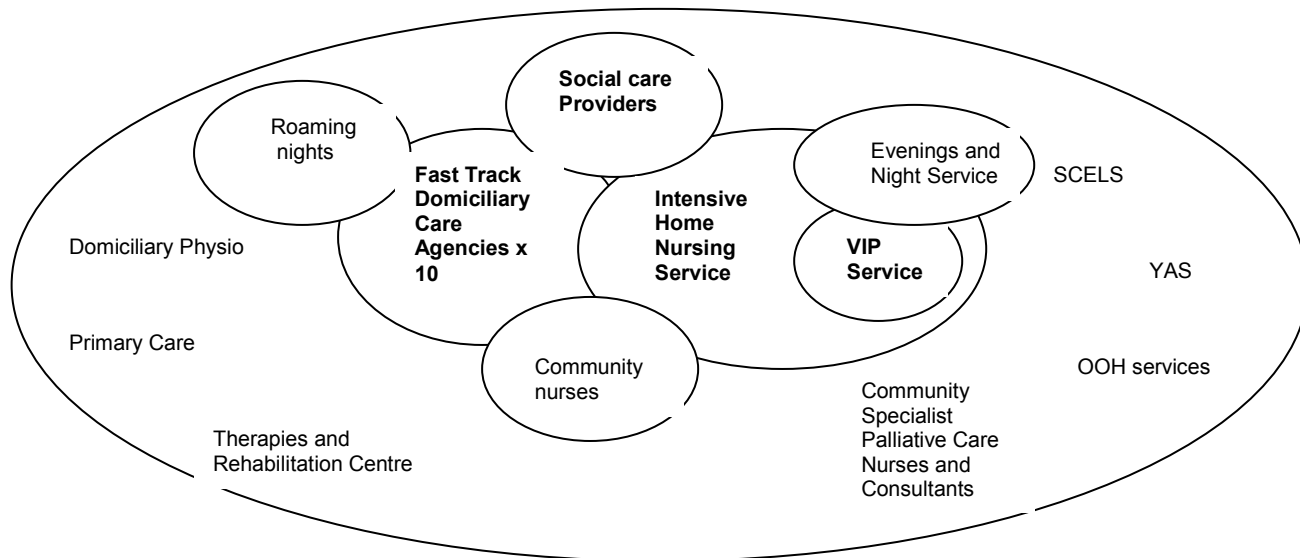 Social care
Providers
Roaming
nights
Evenings and
Night Service
Fast Track
Domiciliary
Care
Agencies x
10
Intensive
Home
Nursing
Service
SCELS
VIP
Service
Domiciliary Physio
YAS
Primary Care
Community
nurses
OOH services
Community
Specialist
Palliative Care
Nurses and
Consultants
Therapies and
Rehabilitation Centre